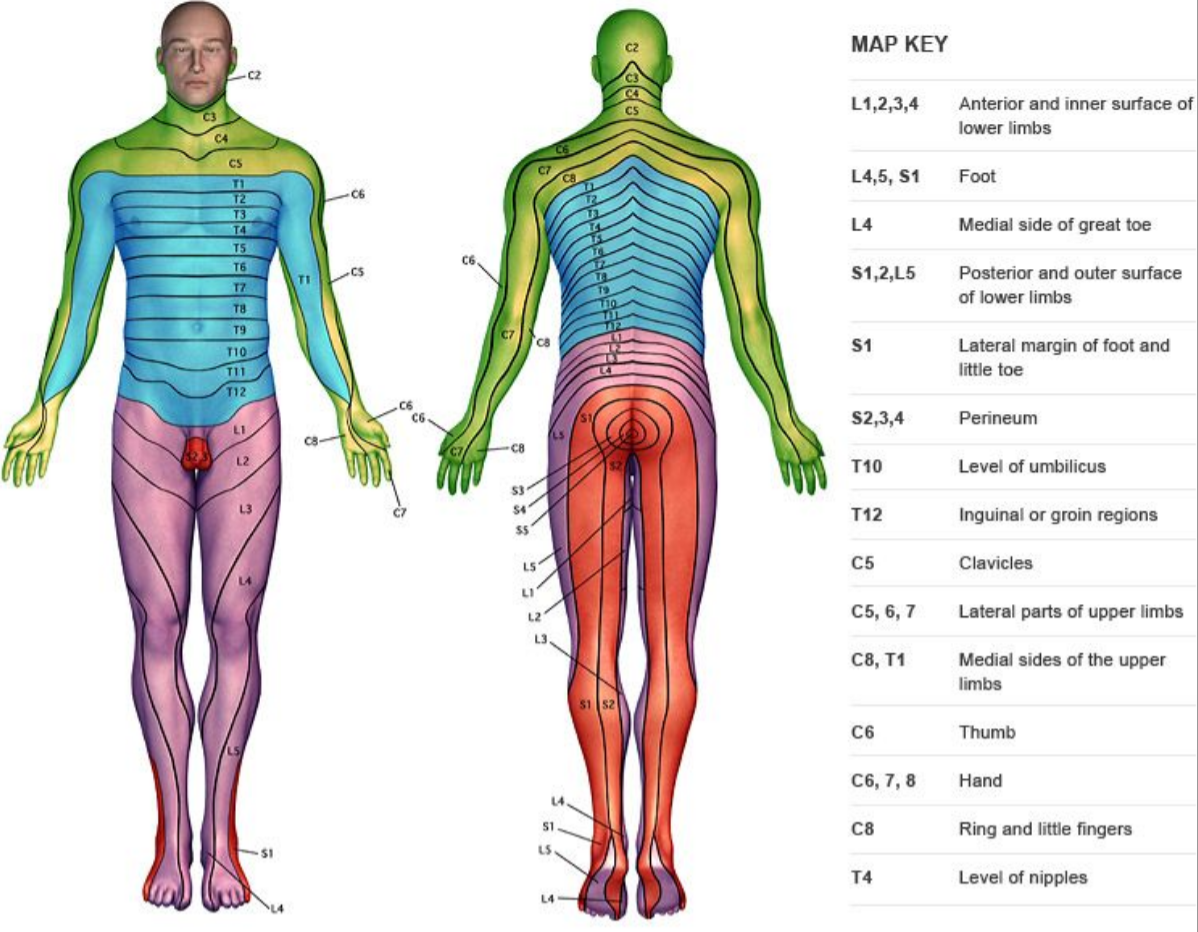 C2
C3
C4
C5
T1
T2
T3
T4
T5
T6
T7
T8
T9
T10
T11
T12
C6
C5
T1
L1
L2
S2,3
L3
L4
L5
C6
C8
C7
S1
L4
C2
C3
C4
C5
C6
C7
C8
T1
T2
T3
T4
T5
T6
T7
T8
T9
T10
T11
T12
L1
L2
L3
L4
C6
C7
C8
C6
C7
C8
S1
L5
S2
S3
S4
S5
L5
L1
L2
L3
S1 S2
L4
S1
L5
L4
MAP KEY
L1,2,3,4 Anterior and inner surface of
lower limbs
L4,5, S1 Foot
L4 Medial side of great toe
S1,2,L5 Posterior and outer surface
of lower limbs
S1 Lateral margin of foot and
little toe
S2,3,4 Perineum
T10 Level of umbilicus
T12 Inguinal or groin regions
C5 Clavicles
C5, 6, 7 Lateral parts of upper limbs
C8, T1 Medial sides of the upper
limbs
C6 Thumb
C6, 7, 8 Hand
C8 Ring and little fingers
T4 Level of nipples